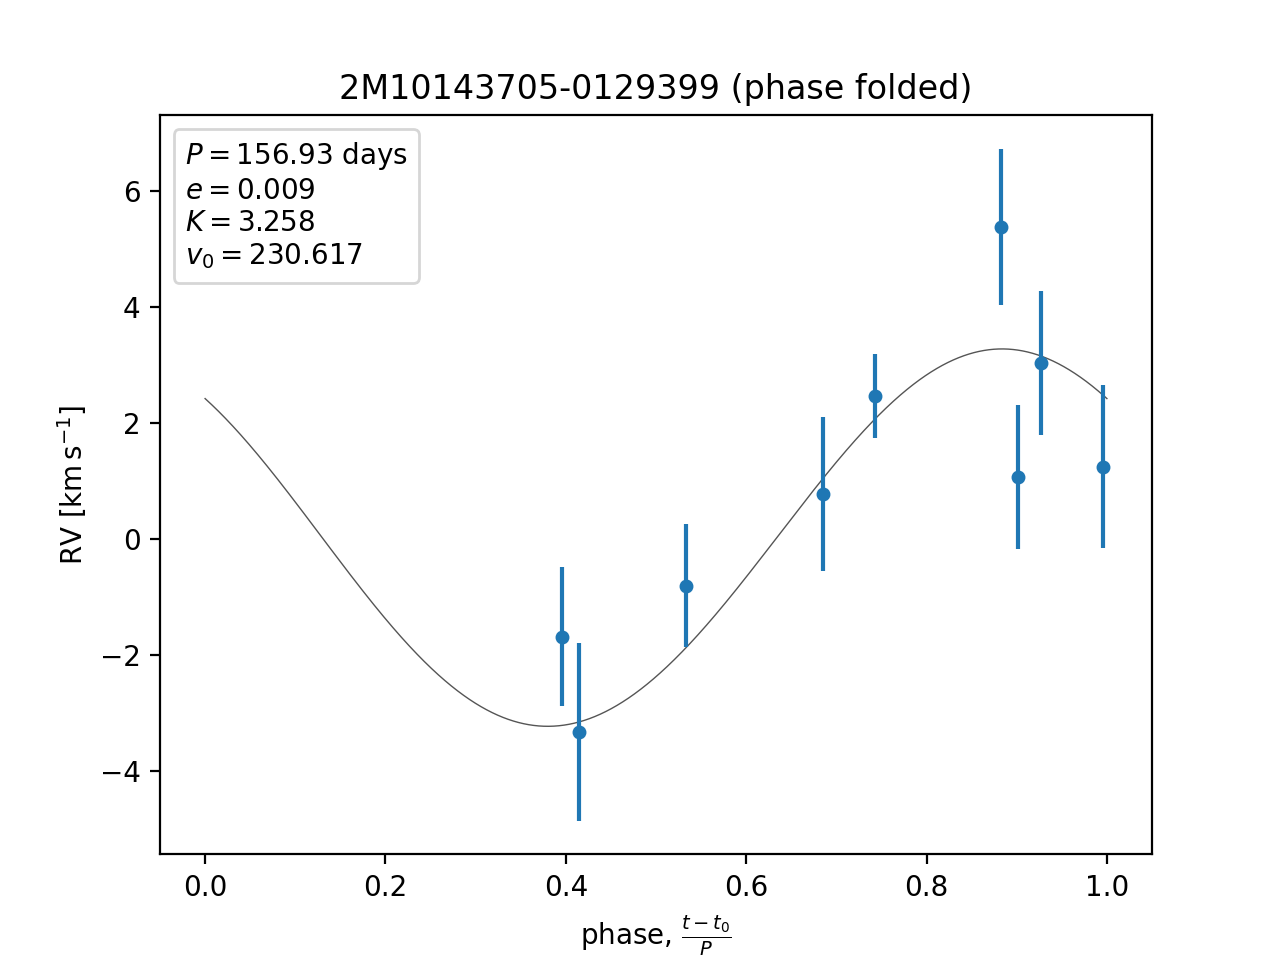 2M10143705-0129399 (phase folded)
P = 156.93 days
e = 0.009
K = 3.258
v₀ = 230.617
RV [km s⁻¹]
6
4
2
0
−2
−4
0.0 0.2 0.4 0.6 0.8 1.0
phase, (t − t₀)/P